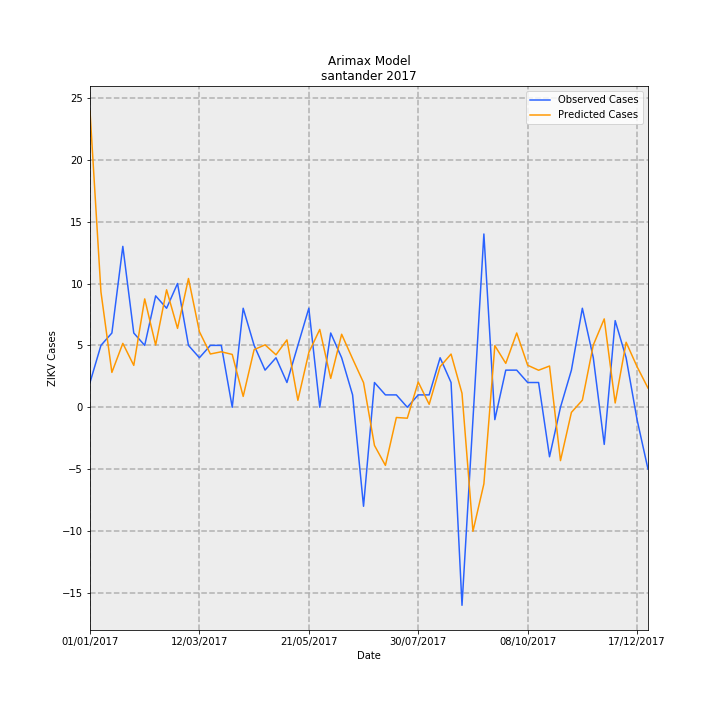 Arimax Model
santander 2017
Observed Cases
Predicted Cases
25
20
15
10
5
0
−5
−10
−15
ZIKV Cases
01/01/2017 12/03/2017 21/05/2017 30/07/2017 08/10/2017 17/12/2017
Date